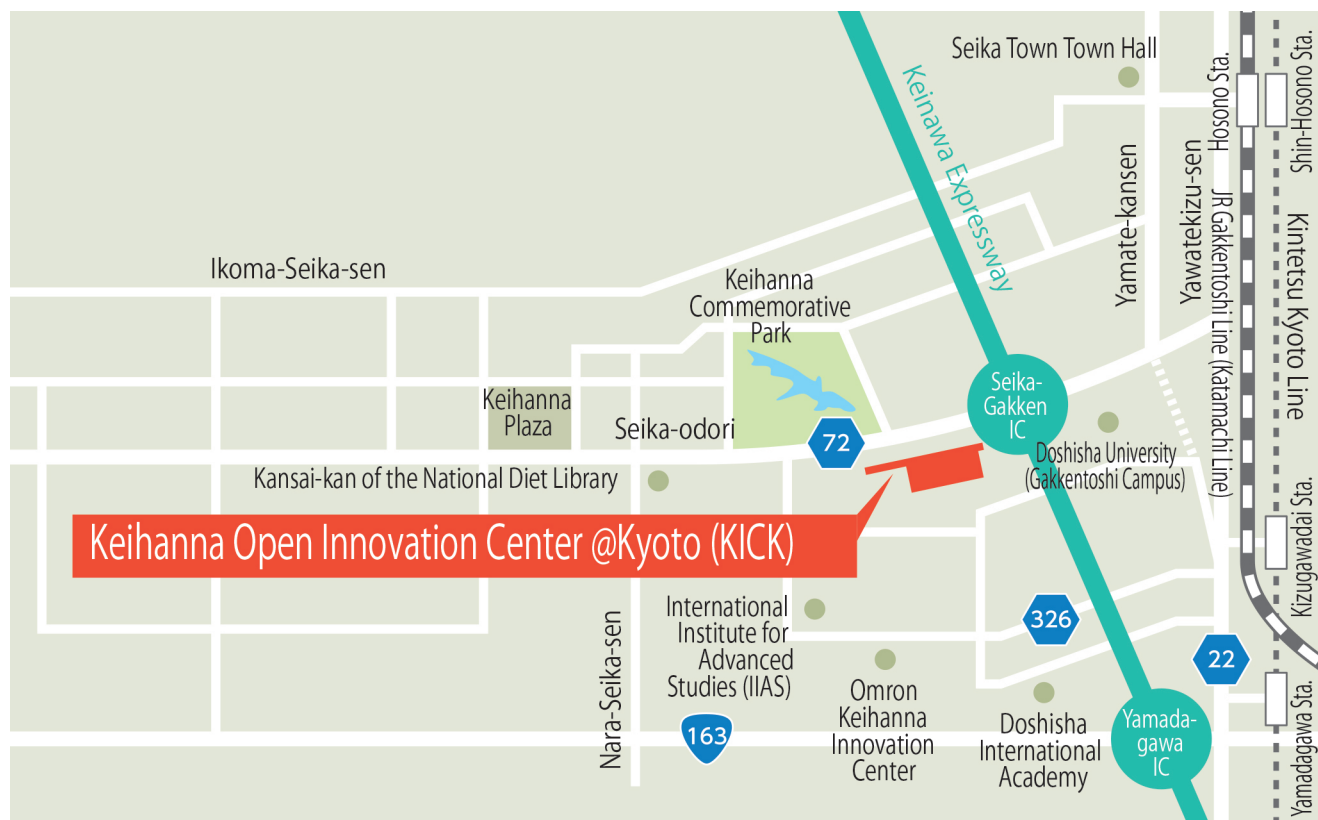 Seika Town Town Hall
Hosono Sta.
Shin-Hosono Sta.
Keinawa Expressway
Yamate-kansen
Yawatekizu-sen
JR Gakkentoshi Line (Katamachi Line)
Kintetsu Kyoto Line
Ikoma-Seika-sen
Keihanna
Commemorative
Park
Seika-
Gakken
IC
Keihanna
Plaza
Seika-odori
72
Doshisha University
(Gakkentoshi Campus)
Kansai-kan of the National Diet Library
Keihanna Open Innovation Center @Kyoto (KICK)
Kizugawadai Sta.
International
Institute for
Advanced
Studies (IIAS)
326
22
Nara-Seika-sen
163
Omron
Keihanna
Innovation
Center
Doshisha
International
Academy
Yamada-
gawa
IC
Yamadagawa Sta.